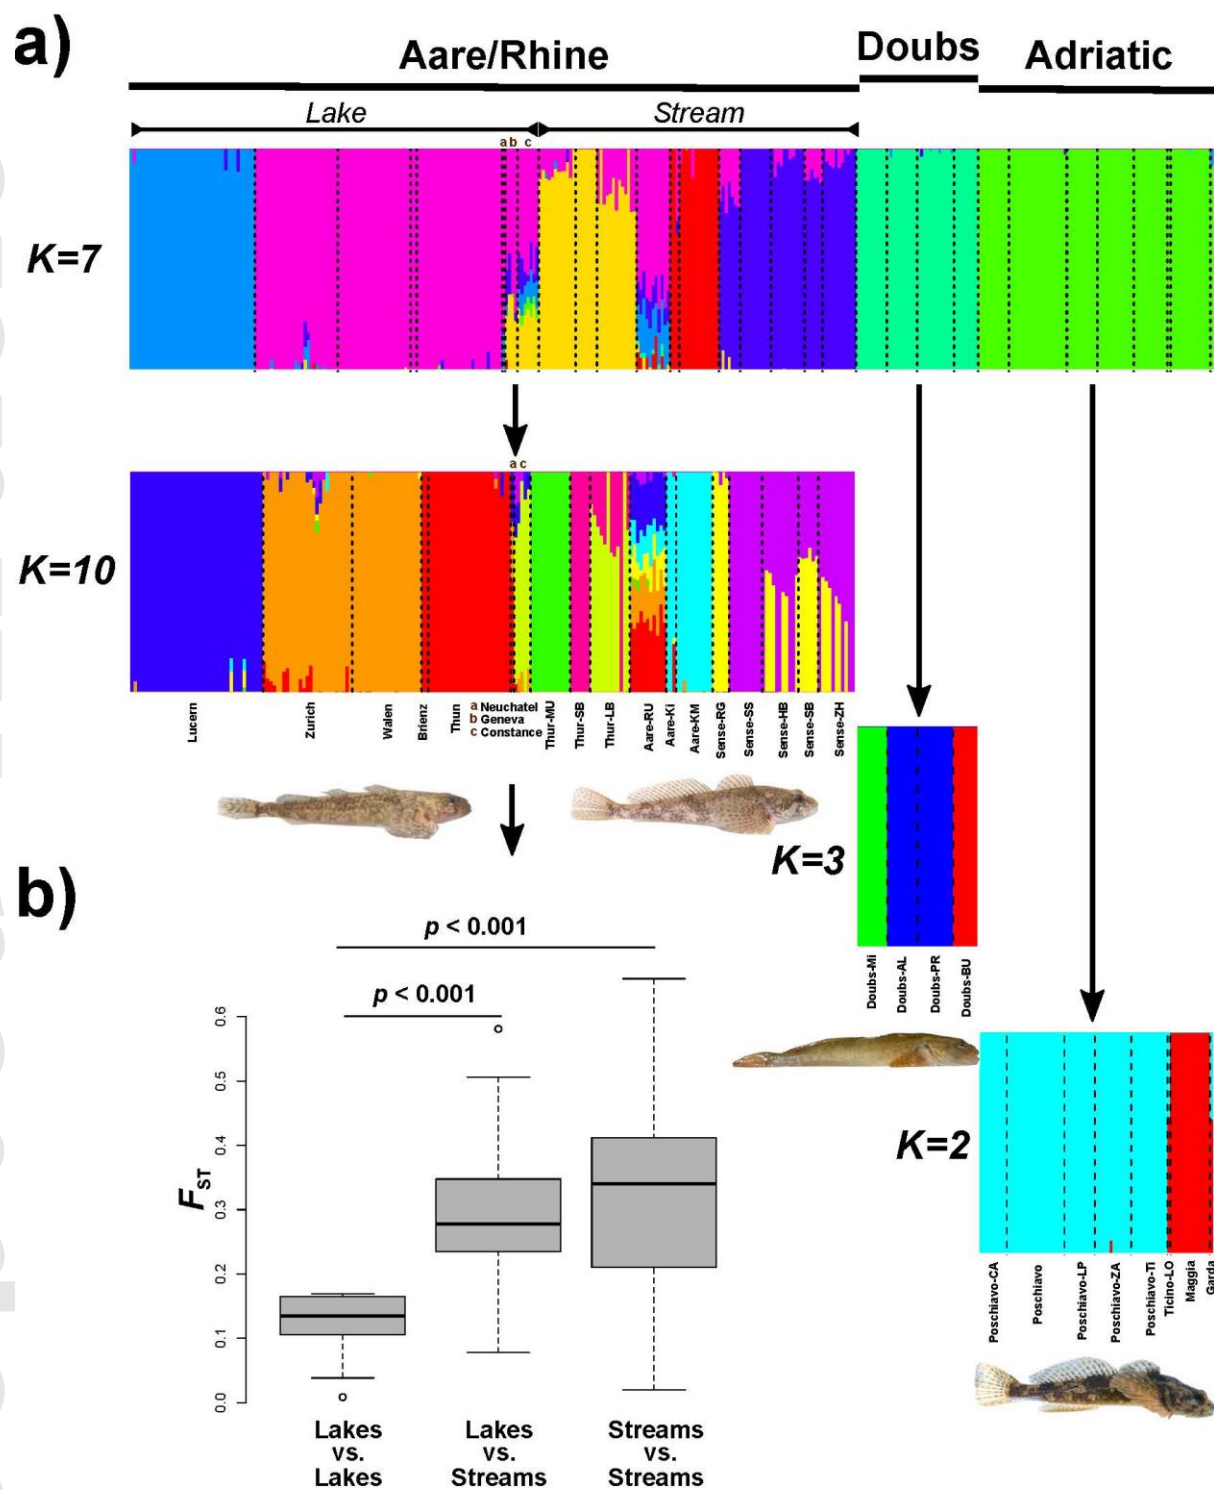 a)
Aare/Rhine
Doubs
Adriatic
Lake
Stream
a b c
K=7
a c
K=10
Lucern
Zurich
Walen
Brienz
Thun
a Neuchatel
b Geneva
c Constance
Thur-MU
Thur-SB
Thur-LB
Aare-RU
Aare-Ki
Aare-KM
Sense-RG
Sense-SS
Sense-HB
Sense-SB
Sense-ZH
K=3
Doubs-Mi
Doubs-AL
Doubs-PR
Doubs-BU
K=2
Poschiavo-CA
Poschiavo
Poschiavo-LP
Poschiavo-ZA
Poschiavo-Ti
Ticino-LO
Maggia
Garda
b)
p < 0.001
p < 0.001
FST
0.6
0.5
0.4
0.3
0.2
0.1
0.0
Lakes
vs.
Lakes
Lakes
vs.
Streams
Streams
vs.
Streams